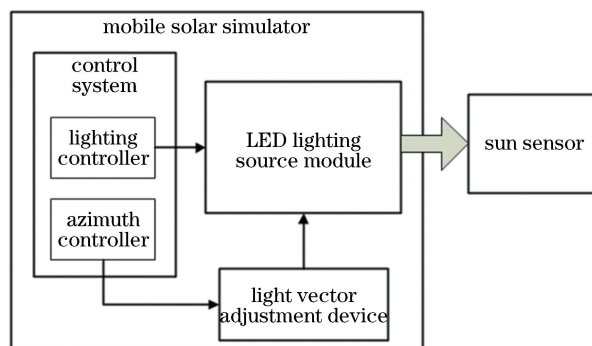 mobile solar simulator
control
system
lighting
controller
azimuth
controller
LED lighting
source module
light vector
adjustment device
sun sensor